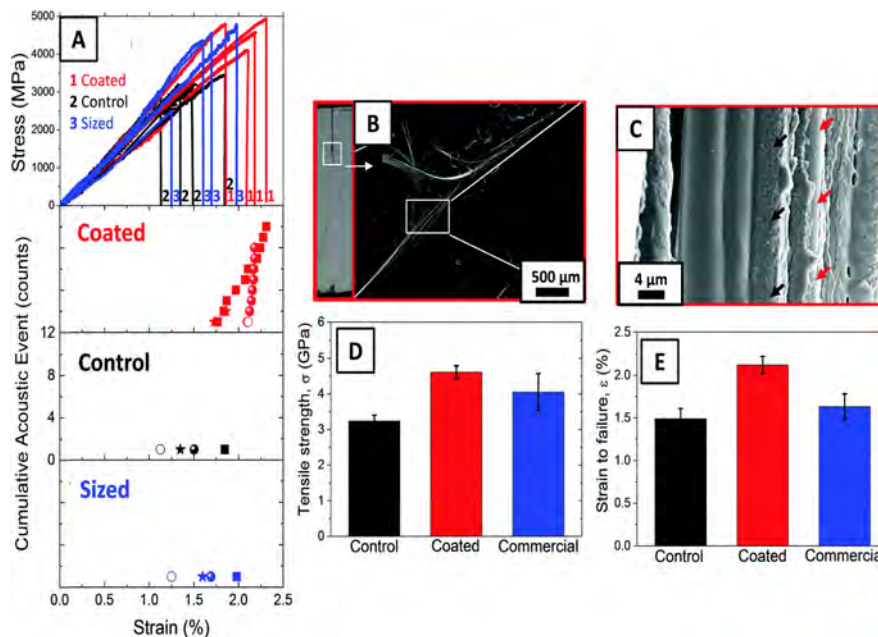 A
Stress (MPa)
5000
4000
3000
2000
1000
0
1 Coated
2 Control
3 Sized
2
2 3 2 2 3 3 1 3 1 1 1
Cumulative Acoustic Event (counts)
Coated
12
8
4
0
Control
Sized
0.0 0.5 1.0 1.5 2.0 2.5
Strain (%)
B
500 µm
C
4 µm
D
Tensile strength, σ (GPa)
6
5
4
3
2
1
0
Control Coated Commercial
E
Strain to failure, ε (%)
2.5
2.0
1.5
1.0
0.5
0.0
Control Coated Commercia